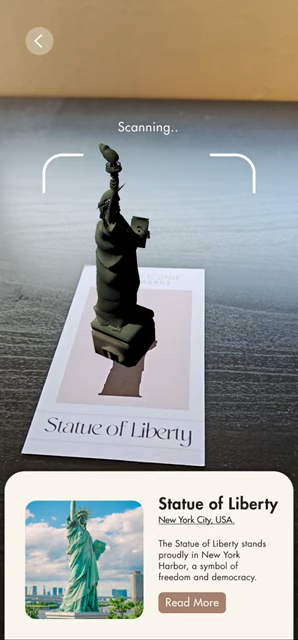 Scanning..
Statue of Liberty
Statue of Liberty
New York City, USA.
The Statue of Liberty stands
proudly in New York
Harbor, a symbol of
freedom and democracy.
Read More